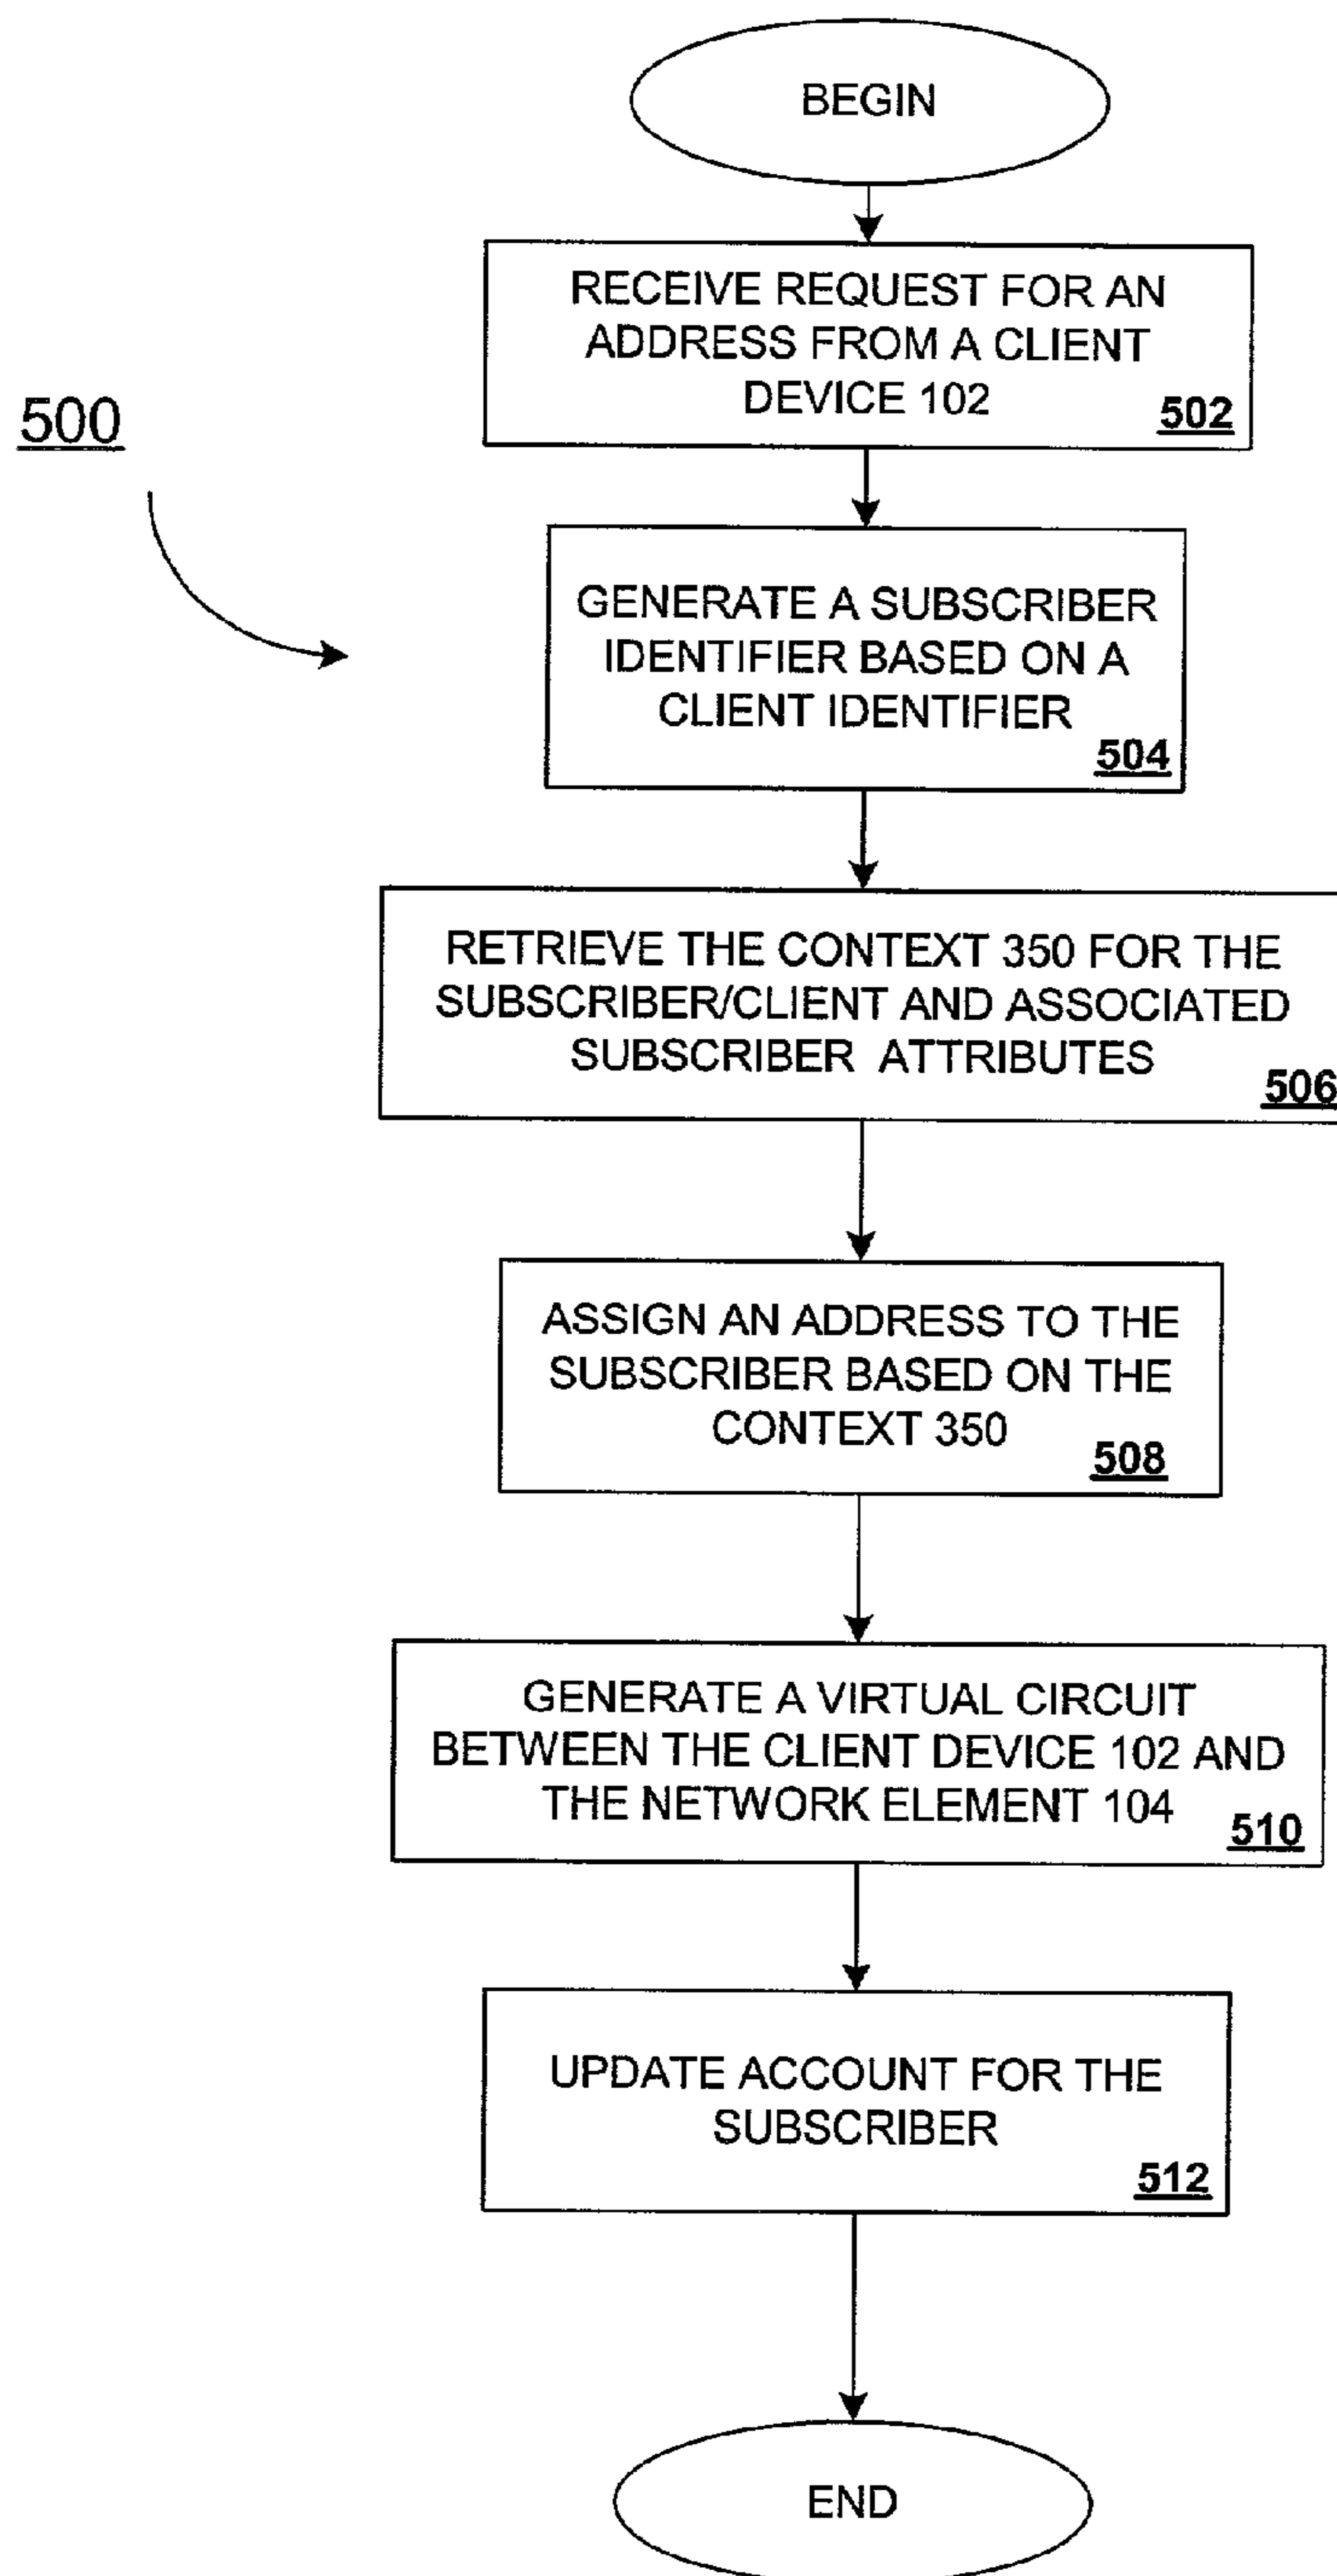 BEGIN
RECEIVE REQUEST FOR AN
ADDRESS FROM A CLIENT
DEVICE 102
502
500
GENERATE A SUBSCRIBER
IDENTIFIER BASED ON A
CLIENT IDENTIFIER
504
RETRIEVE THE CONTEXT 350 FOR THE
SUBSCRIBER/CLIENT AND ASSOCIATED
SUBSCRIBER ATTRIBUTES
506
ASSIGN AN ADDRESS TO THE
SUBSCRIBER BASED ON THE
CONTEXT 350
508
GENERATE A VIRTUAL CIRCUIT
BETWEEN THE CLIENT DEVICE 102 AND
THE NETWORK ELEMENT 104
510
UPDATE ACCOUNT FOR THE
SUBSCRIBER
512
END